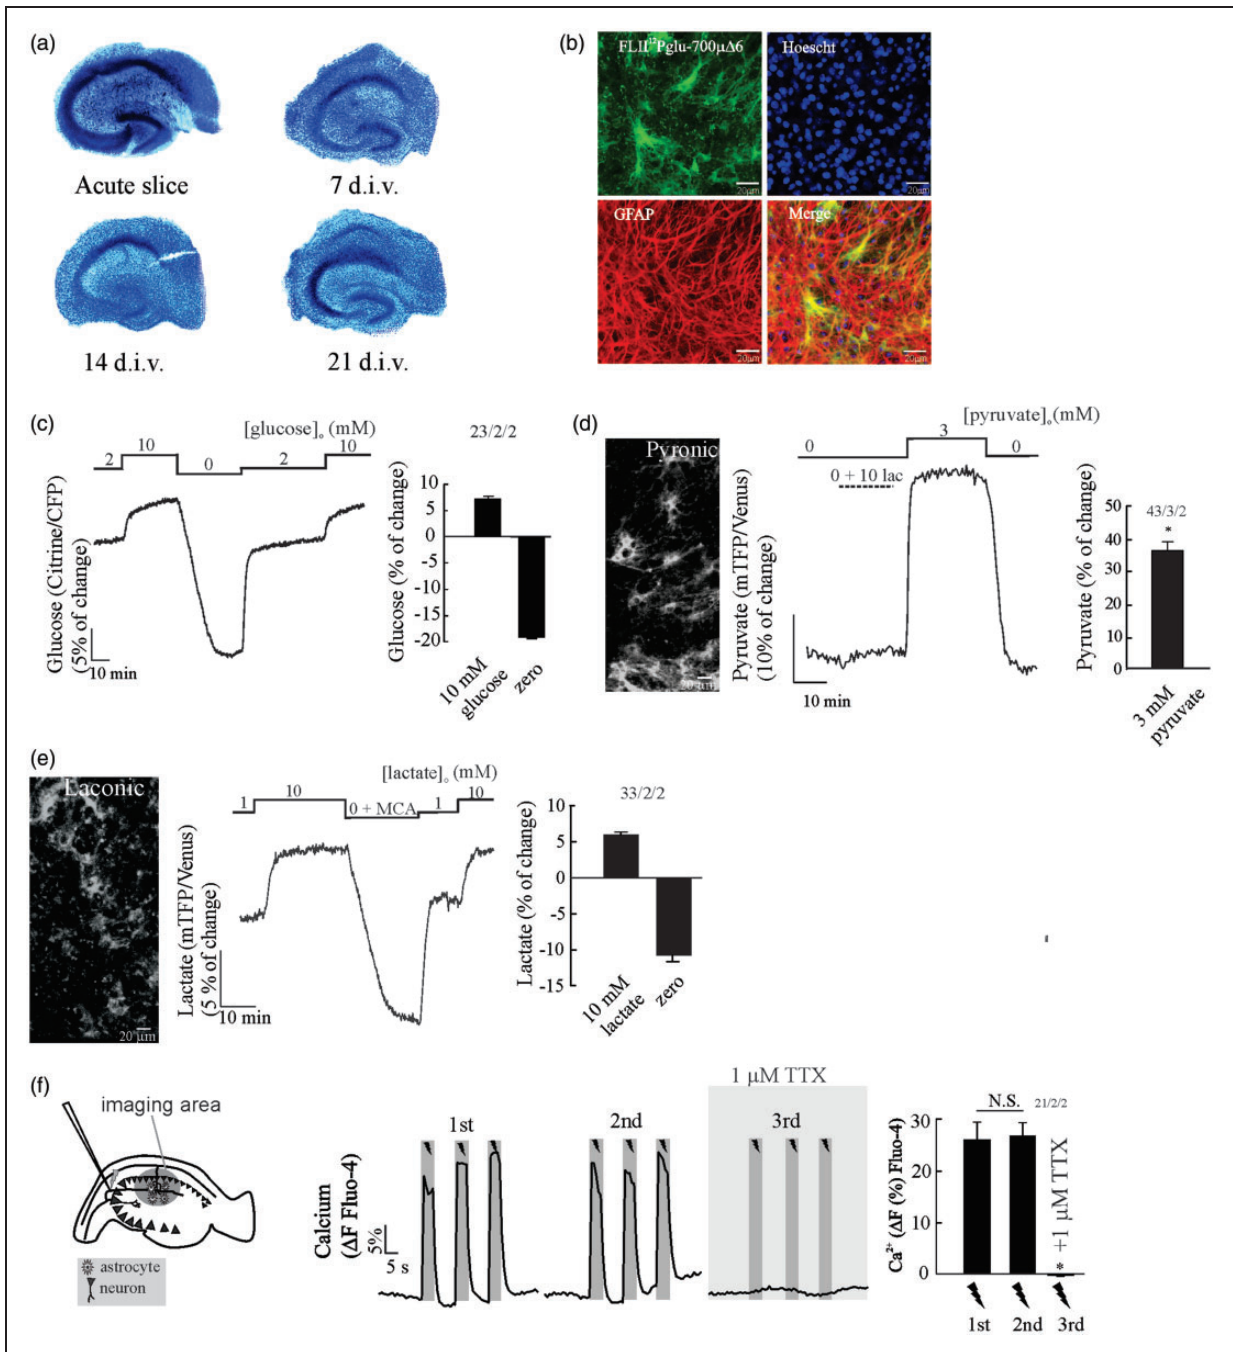 (a)
Acute slice
7 d.i.v.
14 d.i.v.
21 d.i.v.
(b)
FLII¹²Pglu-700μΔ6
Hoescht
20μm
20μm
GFAP
Merge
20μm
20μm
(c)
[glucose]ₒ (mM)
2
10
0
2
10
Glucose (Citrine/CFP)
(5% of change)
10 min
23/2/2
Glucose (% of change)
10
5
0
-5
-10
-15
-20
10 mM
glucose
zero
(d)
Pyronic
20 μm
[pyruvate]ₒ(mM)
0
3
0
0 + 10 lac
Pyruvate (mTFP/Venus)
(10% of change)
10 min
Pyruvate (% of change)
50
40
30
20
10
0
43/3/2
*
3 mM
pyruvate
(e)
Laconic
20 μm
[lactate]ₒ (mM)
1
10
0 + MCA
1
10
Lactate (mTFP/Venus)
(5 % of change)
10 min
33/2/2
Lactate (% of change)
10
5
0
-5
-10
-15
10 mM
lactate
zero
(f)
imaging area
astrocyte
neuron
Calcium
(ΔF Fluo-4)
5%
5 s
1st
2nd
1 μM TTX
3rd
Ca²⁺ (ΔF (%) Fluo-4)
30
20
10
0
N.S.
21/2/2
* +1 μM TTX
1st
2nd
3rd